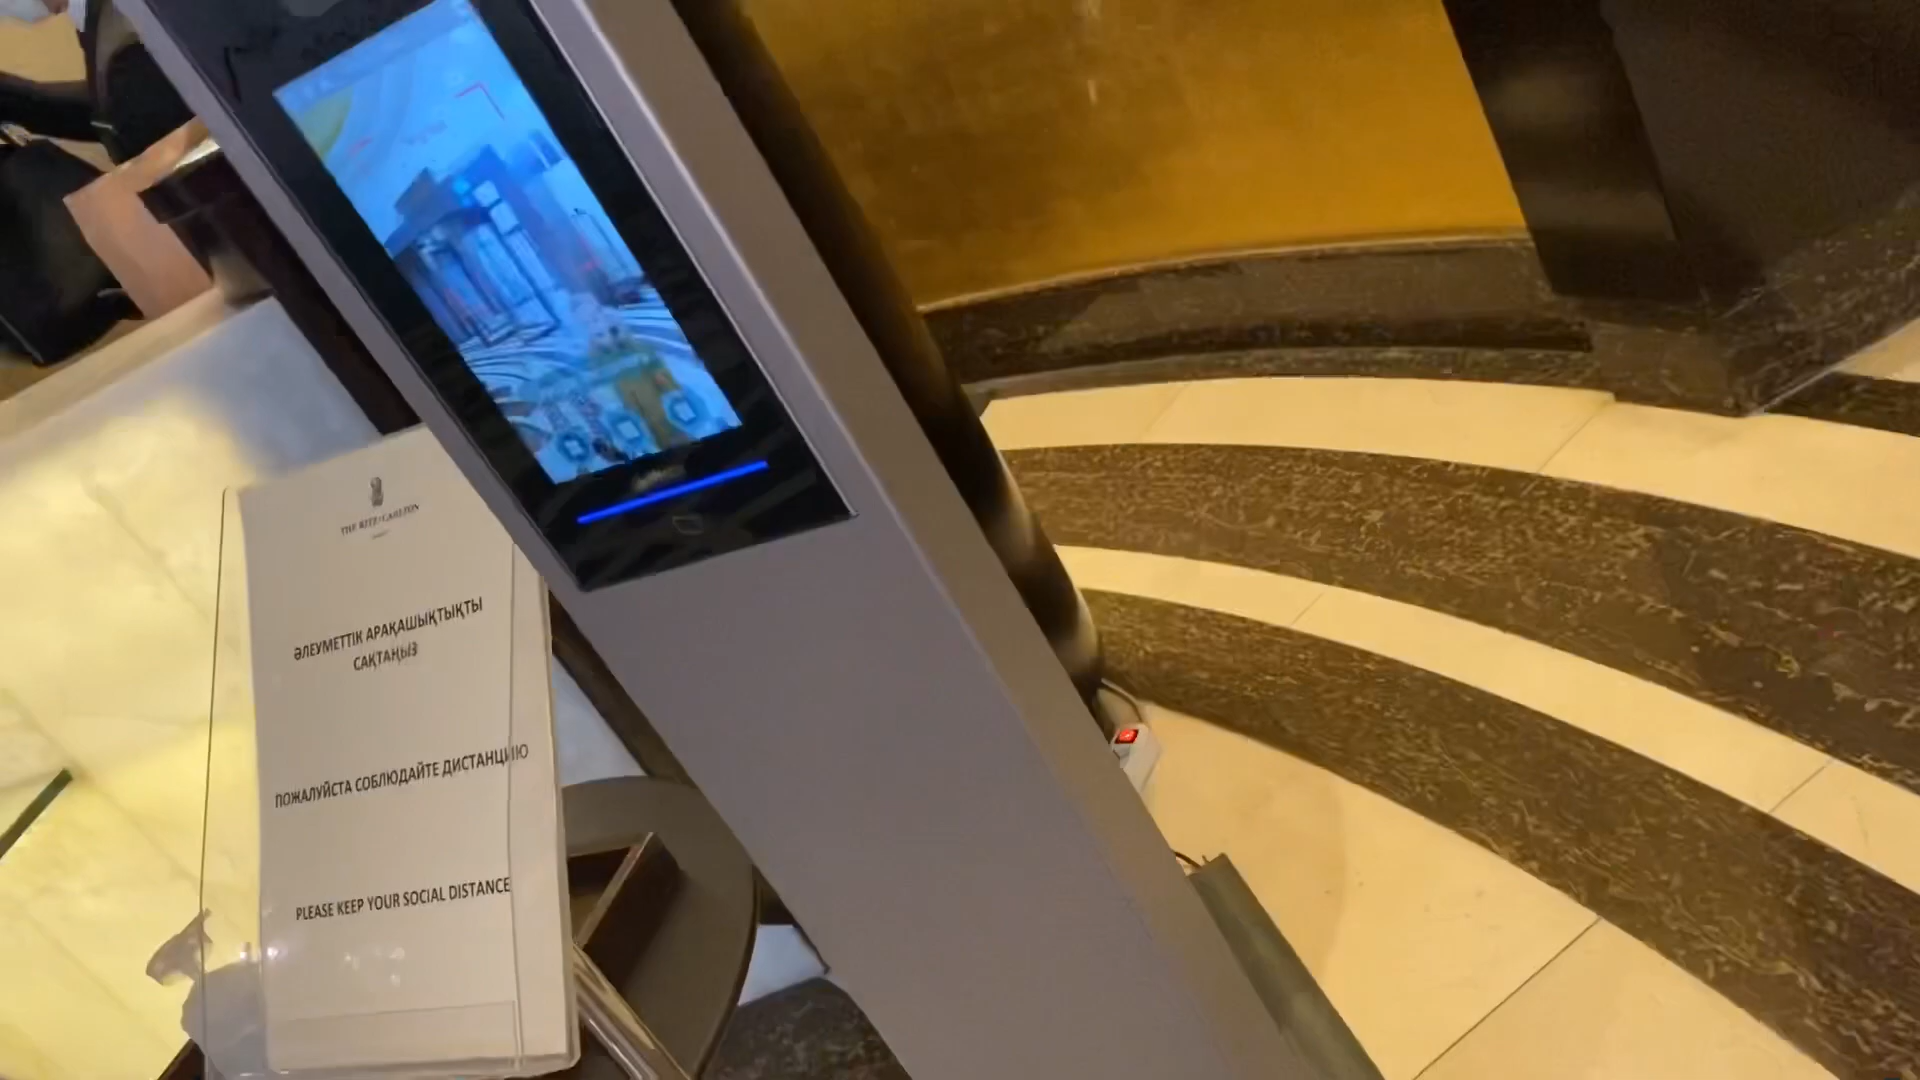 THE RITZ-CARLTON
ӘЛЕУМЕТТІК АРАҚАШЫҚТЫҚТЫ
САҚТАҢЫЗ
ПОЖАЛУЙСТА СОБЛЮДАЙТЕ ДИСТАНЦИЮ
PLEASE KEEP YOUR SOCIAL DISTANCE